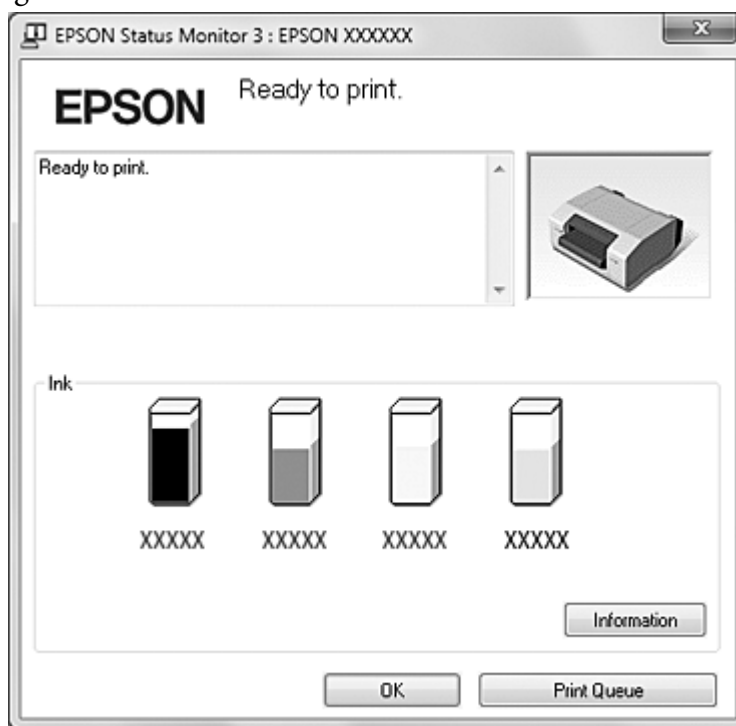 g
EPSON Status Monitor 3 : EPSON XXXXXX
EPSON Ready to print.
Ready to print.
Ink
XXXXX XXXXX XXXXX XXXXX
Information
OK Print Queue